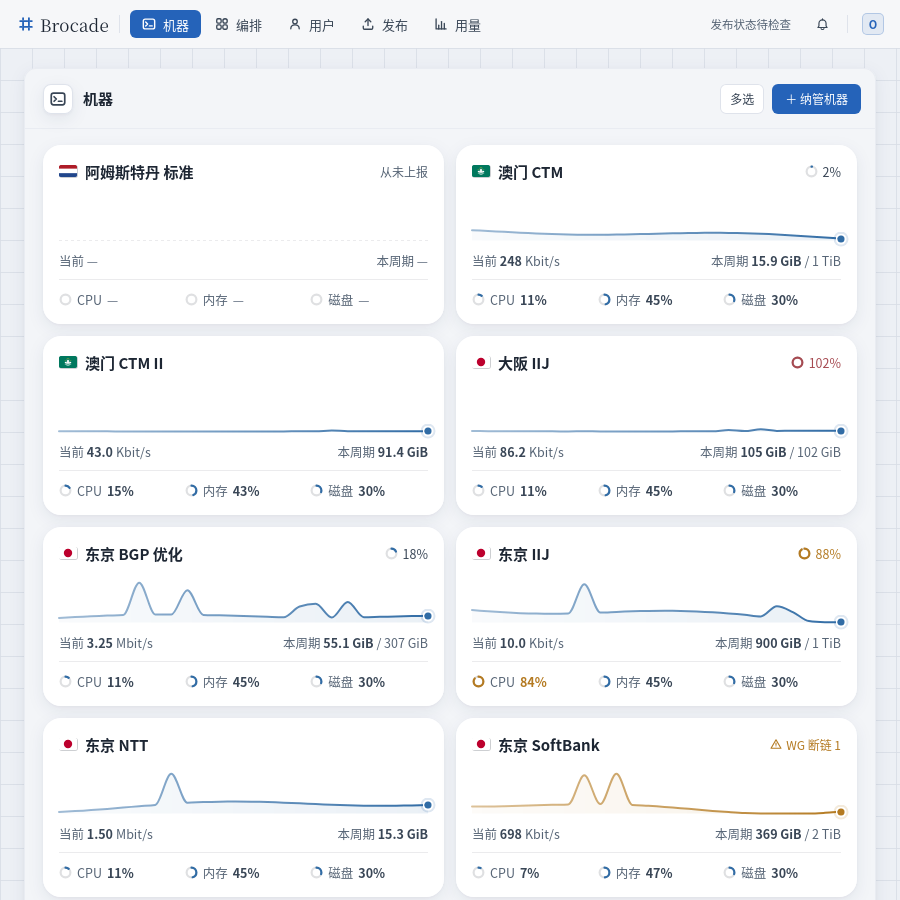 Brocade 机器 编排 用户 发布 用量 发布状态待检查 O
机器 多选 纳管机器
阿姆斯特丹 标准 从未上报
当前 — 本周期 —
CPU — 内存 — 磁盘 —
澳门 CTM 2%
当前 248 Kbit/s 本周期 15.9 GiB / 1 TiB
CPU 11% 内存 45% 磁盘 30%
澳门 CTM II
当前 43.0 Kbit/s 本周期 91.4 GiB
CPU 15% 内存 43% 磁盘 30%
大阪 IIJ 102%
当前 86.2 Kbit/s 本周期 105 GiB / 102 GiB
CPU 11% 内存 45% 磁盘 30%
东京 BGP 优化 18%
当前 3.25 Mbit/s 本周期 55.1 GiB / 307 GiB
CPU 11% 内存 45% 磁盘 30%
东京 IIJ 88%
当前 10.0 Kbit/s 本周期 900 GiB / 1 TiB
CPU 84% 内存 45% 磁盘 30%
东京 NTT
当前 1.50 Mbit/s 本周期 15.3 GiB
CPU 11% 内存 45% 磁盘 30%
东京 SoftBank WG 断链 1
当前 698 Kbit/s 本周期 369 GiB / 2 TiB
CPU 7% 内存 47% 磁盘 30%